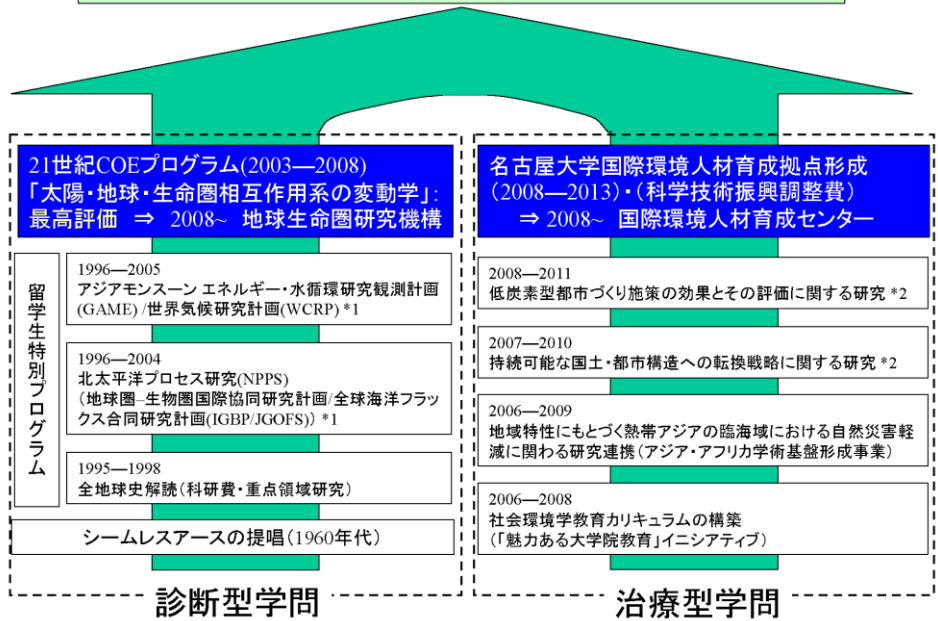 21世紀COEプログラム(2003―2008)
「太陽・地球・生命圏相互作用系の変動学」:
最高評価 ⇒ 2008~ 地球生命圏研究機構
留学生特別プログラム
1996―2005
アジアモンスーン エネルギー・水循環研究観測計画
(GAME) /世界気候研究計画(WCRP) *1
1996―2004
北太平洋プロセス研究(NPPS)
(地球圏–生物圏国際協同研究計画/全球海洋フラッ
クス合同研究計画(IGBP/JGOFS)) *1
1995―1998
全地球史解読(科研費・重点領域研究)
シームレスアースの提唱(1960年代)
診断型学問
名古屋大学国際環境人材育成拠点形成
(2008―2013)・(科学技術振興調整費)
⇒ 2008~ 国際環境人材育成センター
2008―2011
低炭素型都市づくり施策の効果とその評価に関する研究 *2
2007―2010
持続可能な国土・都市構造への転換戦略に関する研究 *2
2006―2009
地域特性にもとづく熱帯アジアの臨海域における自然災害軽
減に関わる研究連携(アジア・アフリカ学術基盤形成事業)
2006―2008
社会環境学教育カリキュラムの構築
(「魅力ある大学院教育」イニシアティブ)
治療型学問